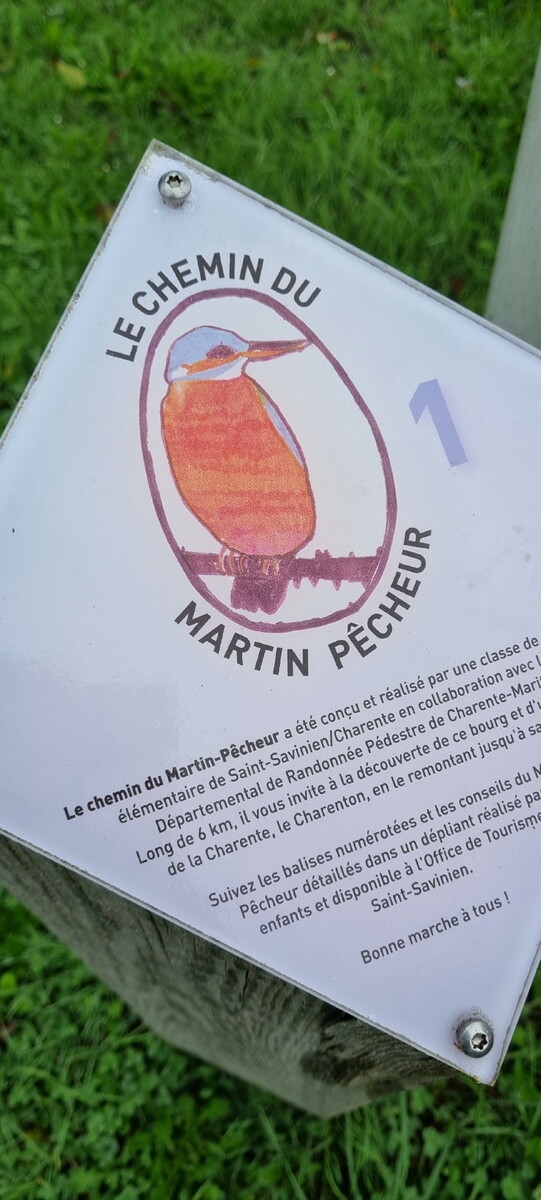 LE CHEMIN DU
MARTIN PÊCHEUR
1
Le chemin du Martin-Pêcheur a été conçu et réalisé par une classe de
élémentaire de Saint-Savinien/Charente en collaboration avec
Départemental de Randonnée Pédestre de Charente-Mari
Long de 6 km, il vous invite à la découverte de ce bourg et d'u
de la Charente, le Charenton, en le remontant jusqu'à sa
Suivez les balises numérotées et les conseils du M
Pêcheur détaillés dans un dépliant réalisé pa
enfants et disponible à l'Office de Tourisme
Saint-Savinien.
Bonne marche à tous !